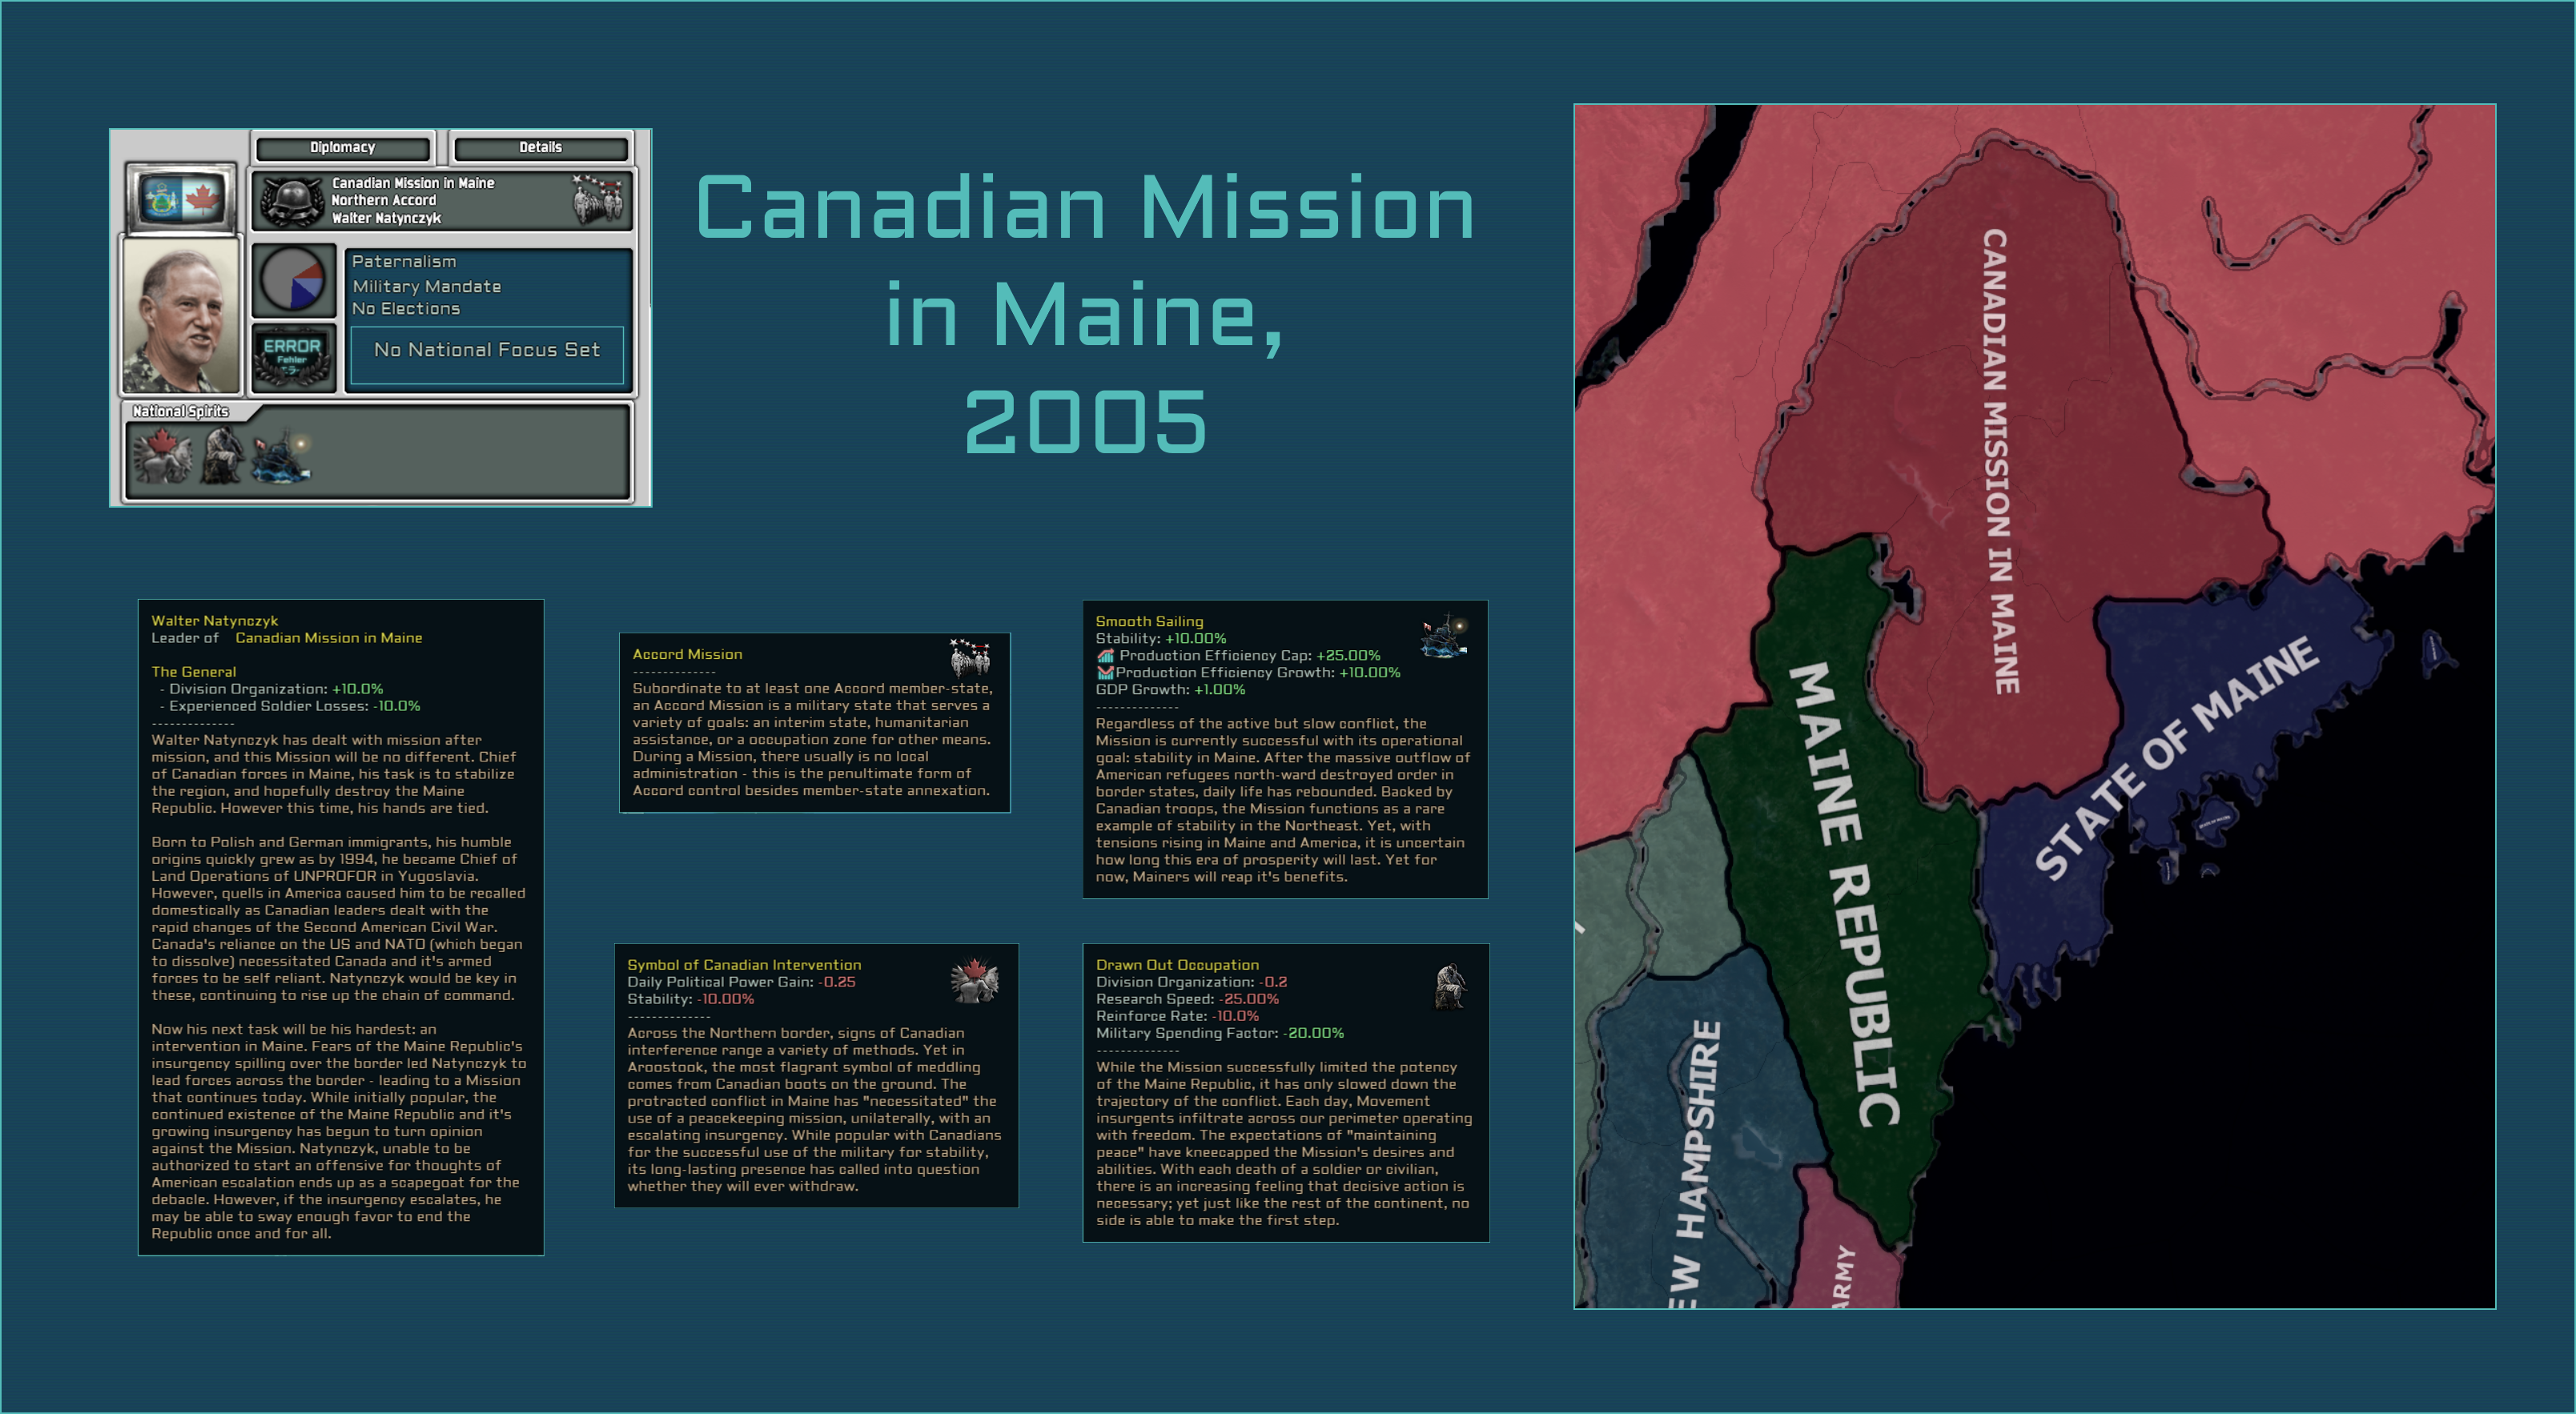 Diplomacy
Details
Canadian Mission in Maine
Northern Accord
Walter Natynczyk
Paternalism
Military Mandate
No Elections
ERROR
Fehler
エラー
No National Focus Set
National Spirits
Canadian Mission
in Maine,
2005
Walter Natynczyk
Leader of Canadian Mission in Maine
The General
- Division Organization: +10.0%
- Experienced Soldier Losses: -10.0%
--------------
Walter Natynczyk has dealt with mission after
mission, and this Mission will be no different. Chief
of Canadian forces in Maine, his task is to stabilize
the region, and hopefully destroy the Maine
Republic. However this time, his hands are tied.
Born to Polish and German immigrants, his humble
origins quickly grew as by 1994, he became Chief of
Land Operations of UNPROFOR in Yugoslavia.
However, quells in America caused him to be recalled
domestically as Canadian leaders dealt with the
rapid changes of the Second American Civil War.
Canada's reliance on the US and NATO (which began
to dissolve) necessitated Canada and it's armed
forces to be self reliant. Natynczyk would be key in
these, continuing to rise up the chain of command.
Now his next task will be his hardest: an
intervention in Maine. Fears of the Maine Republic's
insurgency spilling over the border led Natynczyk to
lead forces across the border - leading to a Mission
that continues today. While initially popular, the
continued existence of the Maine Republic and it's
growing insurgency has begun to turn opinion
against the Mission. Natynczyk, unable to be
authorized to start an offensive for thoughts of
American escalation ends up as a scapegoat for the
debacle. However, if the insurgency escalates, he
may be able to sway enough favor to end the
Republic once and for all.
Accord Mission
--------------
Subordinate to at least one Accord member-state,
an Accord Mission is a military state that serves a
variety of goals: an interim state, humanitarian
assistance, or a occupation zone for other means.
During a Mission, there usually is no local
administration - this is the penultimate form of
Accord control besides member-state annexation.
Symbol of Canadian Intervention
Daily Political Power Gain: -0.25
Stability: -10.00%
--------------
Across the Northern border, signs of Canadian
interference range a variety of methods. Yet in
Aroostook, the most flagrant symbol of meddling
comes from Canadian boots on the ground. The
protracted conflict in Maine has "necessitated" the
use of a peacekeeping mission, unilaterally, with an
escalating insurgency. While popular with Canadians
for the successful use of the military for stability,
its long-lasting presence has called into question
whether they will ever withdraw.
Smooth Sailing
Stability: +10.00%
Production Efficiency Cap: +25.00%
Production Efficiency Growth: +10.00%
GDP Growth: +1.00%
--------------
Regardless of the active but slow conflict, the
Mission is currently successful with its operational
goal: stability in Maine. After the massive outflow of
American refugees north-ward destroyed order in
border states, daily life has rebounded. Backed by
Canadian troops, the Mission functions as a rare
example of stability in the Northeast. Yet, with
tensions rising in Maine and America, it is uncertain
how long this era of prosperity will last. Yet for
now, Mainers will reap it's benefits.
Drawn Out Occupation
Division Organization: -0.2
Research Speed: -25.00%
Reinforce Rate: -10.0%
Military Spending Factor: -20.00%
--------------
While the Mission successfully limited the potency
of the Maine Republic, it has only slowed down the
trajectory of the conflict. Each day, Movement
insurgents infiltrate across our perimeter operating
with freedom. The expectations of "maintaining
peace" have kneecapped the Mission's desires and
abilities. With each death of a soldier or civilian,
there is an increasing feeling that decisive action is
necessary; yet just like the rest of the continent, no
side is able to make the first step.
CANADIAN MISSION IN MAINE
MAINE REPUBLIC
STATE OF MAINE
EW HAMPSHIRE
ARMY